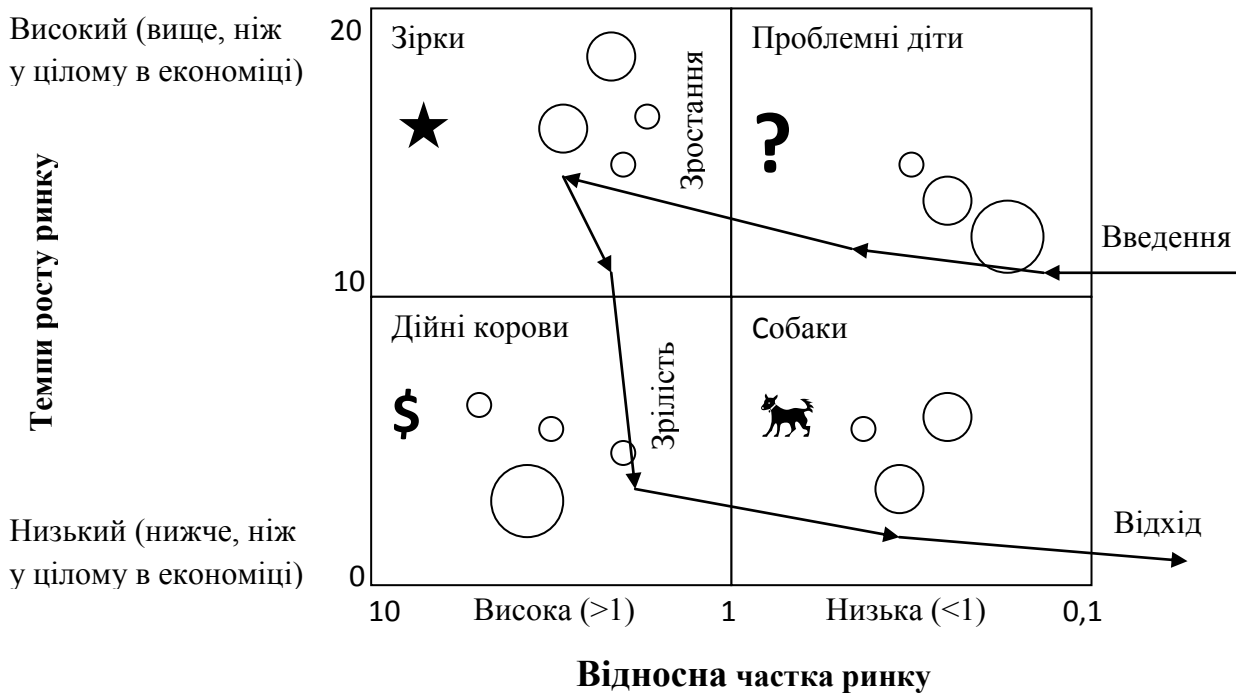 Високий (вище, ніж
у цілому в економіці)
20
Зірки
Проблемні діти
Зростання
?
Введення
Темпи росту ринку
10
Дійні корови
Собаки
$
Зрілість
Низький (нижче, ніж
у цілому в економіці)
Відхід
0
10
Висока (>1)
1
Низька (<1)
0,1
Відносна частка ринку